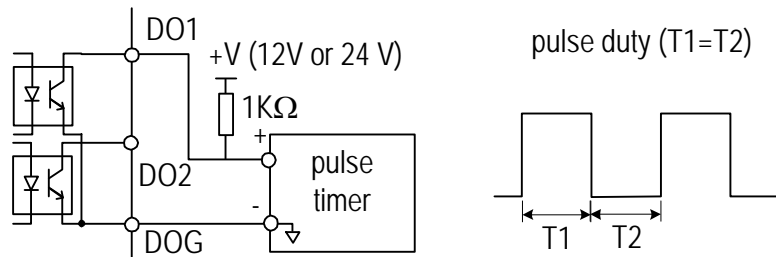 DO1
+V (12V or 24 V)
1KΩ
+
pulse
timer
DO2
-
DOG
pulse duty (T1=T2)
T1
T2